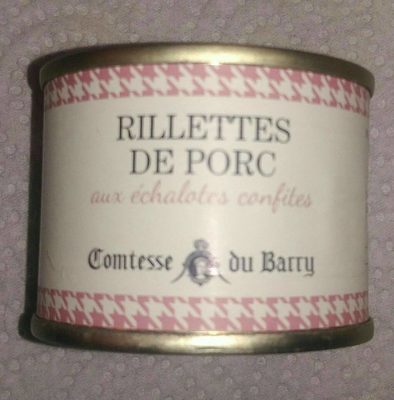 RILLETTES
DE PORC
aux échalotes confites
Comtesse du Barry